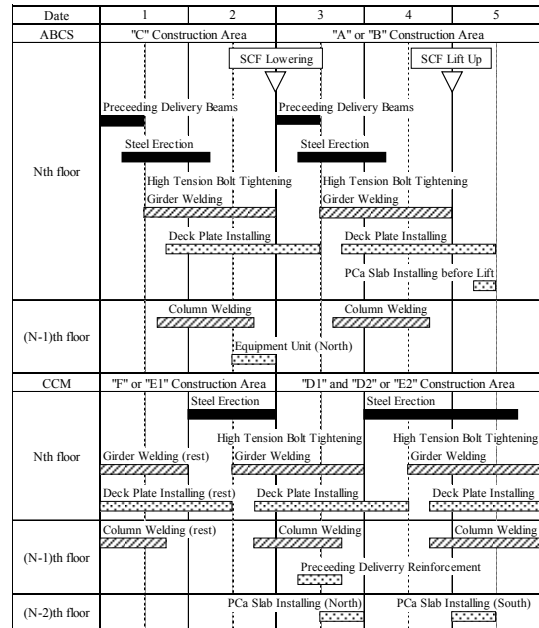 Date 1 2 3 4 5
ABCS "C" Construction Area "A" or "B" Construction Area
SCF Lowering SCF Lift Up
Preceeding Delivery Beams Preceeding Delivery Beams
Steel Erection Steel Erection
Nth floor
High Tension Bolt Tightening High Tension Bolt Tightening
Girder Welding Girder Welding
Deck Plate Installing Deck Plate Installing
PCa Slab Installing before Lift
Column Welding Column Welding
(N-1)th floor
Equipment Unit (North)
CCM "F" or "E1" Construction Area "D1" and "D2" or "E2" Construction Area
Steel Erection Steel Erection
High Tension Bolt Tightening High Tension Bolt Tightening
Nth floor
Girder Welding (rest) Girder Welding Girder Welding
Deck Plate Installing (rest) Deck Plate Installing Deck Plate Installing
Column Welding (rest) Column Welding Column Welding
(N-1)th floor
Preceeding Deliverry Reinforcement
(N-2)th floor PCa Slab Installing (North) PCa Slab Installing (South)